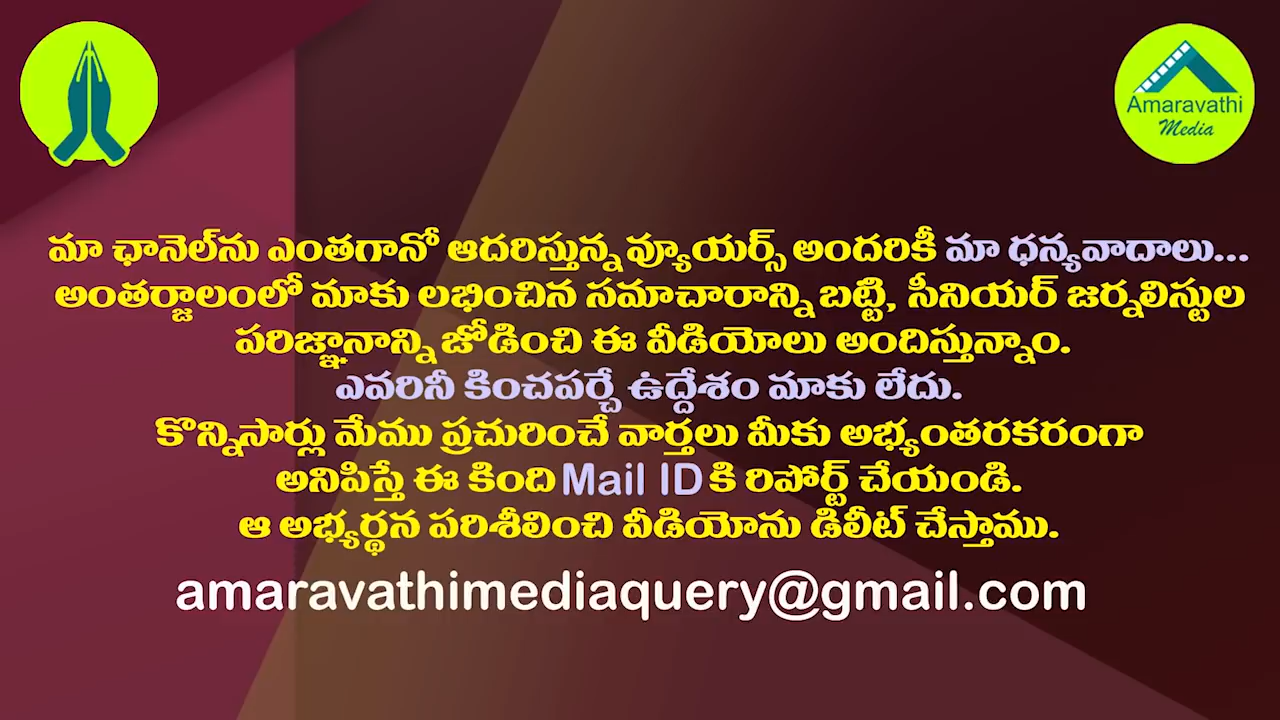 Amaravathi
Media
మా ఛానెల్‌ను ఎంతగానో ఆదరిస్తున్న వ్యూయర్స్ అందరికీ మా ధన్యవాదాలు...
అంతర్జాలంలో మాకు లభించిన సమాచారాన్ని బట్టి, సీనియర్ జర్నలిస్టుల
పరిజ్ఞానాన్ని జోడించి ఈ వీడియోలు అందిస్తున్నాం.
ఎవరినీ కించపర్చే ఉద్దేశం మాకు లేదు.
కొన్నిసార్లు మేము ప్రచురించే వార్తలు మీకు అభ్యంతరకరంగా
అనిపిస్తే ఈ కింది Mail ID కి రిపోర్ట్ చేయండి.
ఆ అభ్యర్థన పరిశీలించి వీడియోను డిలీట్ చేస్తాము.
amaravathimediaquery@gmail.com